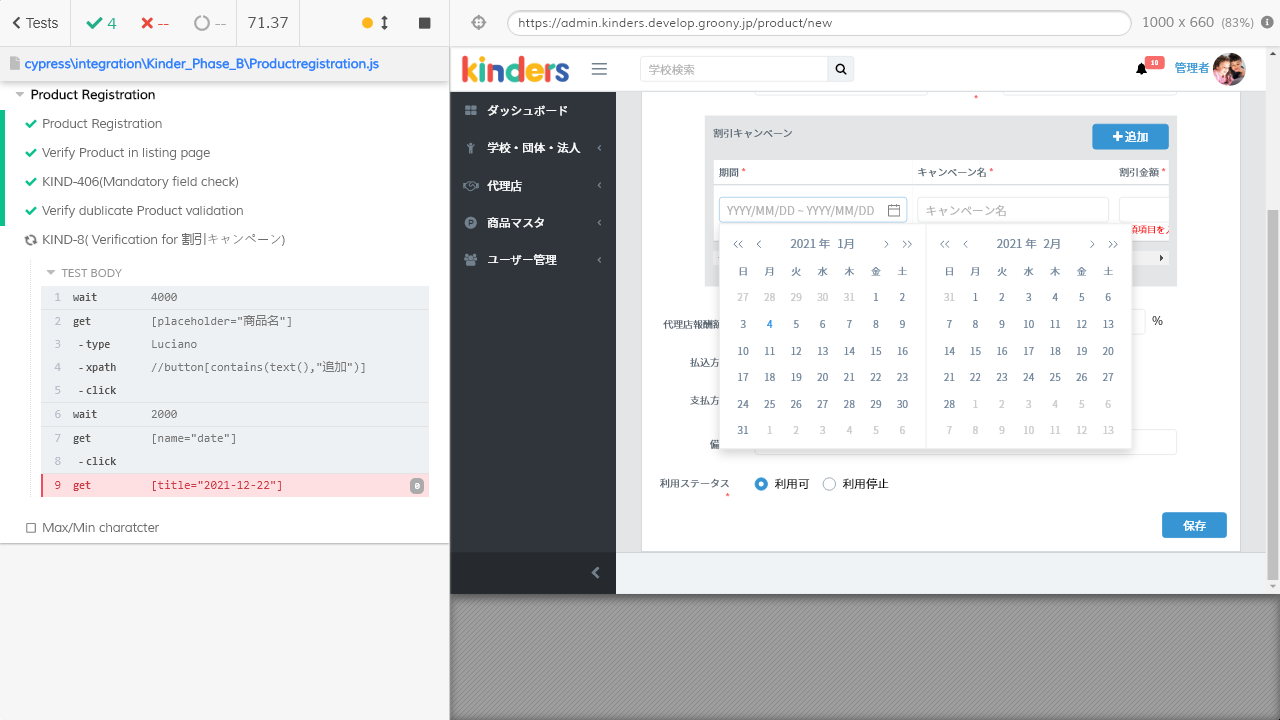 Tests
4
--
--
71.37
https://admin.kinders.develop.groony.jp/product/new
1000 x 660 (83%)
cypress\integration\Kinder_Phase_B\Productregistration.js
Product Registration
Product Registration
Verify Product in listing page
KIND-406(Mandatory field check)
Verify dublicate Product validation
KIND-8( Verification for 割引キャンペーン)
TEST BODY
1 wait 4000
2 get [placeholder="商品名"]
3 -type Luciano
4 -xpath //button[contains(text(),"追加")]
5 -click
6 wait 2000
7 get [name="date"]
8 -click
9 get [title="2021-12-22"] 0
Max/Min charatcter
kinders
学校検索
10
管理者
ダッシュボード
学校・団体・法人
代理店
商品マスタ
ユーザー管理
*
割引キャンペーン
追加
期間 * キャンペーン名 * 割引金額 *
YYYY/MM/DD ~ YYYY/MM/DD
キャンペーン名
2021 年 1月
日 月 火 水 木 金 土
27 28 29 30 31 1 2
3 4 5 6 7 8 9
10 11 12 13 14 15 16
17 18 19 20 21 22 23
24 25 26 27 28 29 30
31 1 2 3 4 5 6
2021 年 2月
日 月 火 水 木 金 土
31 1 2 3 4 5 6
7 8 9 10 11 12 13
14 15 16 17 18 19 20
21 22 23 24 25 26 27
28 1 2 3 4 5 6
7 8 9 10 11 12 13
代理店報酬
%
払込方
支払方
利用ステータス *
利用可
利用停止
保存